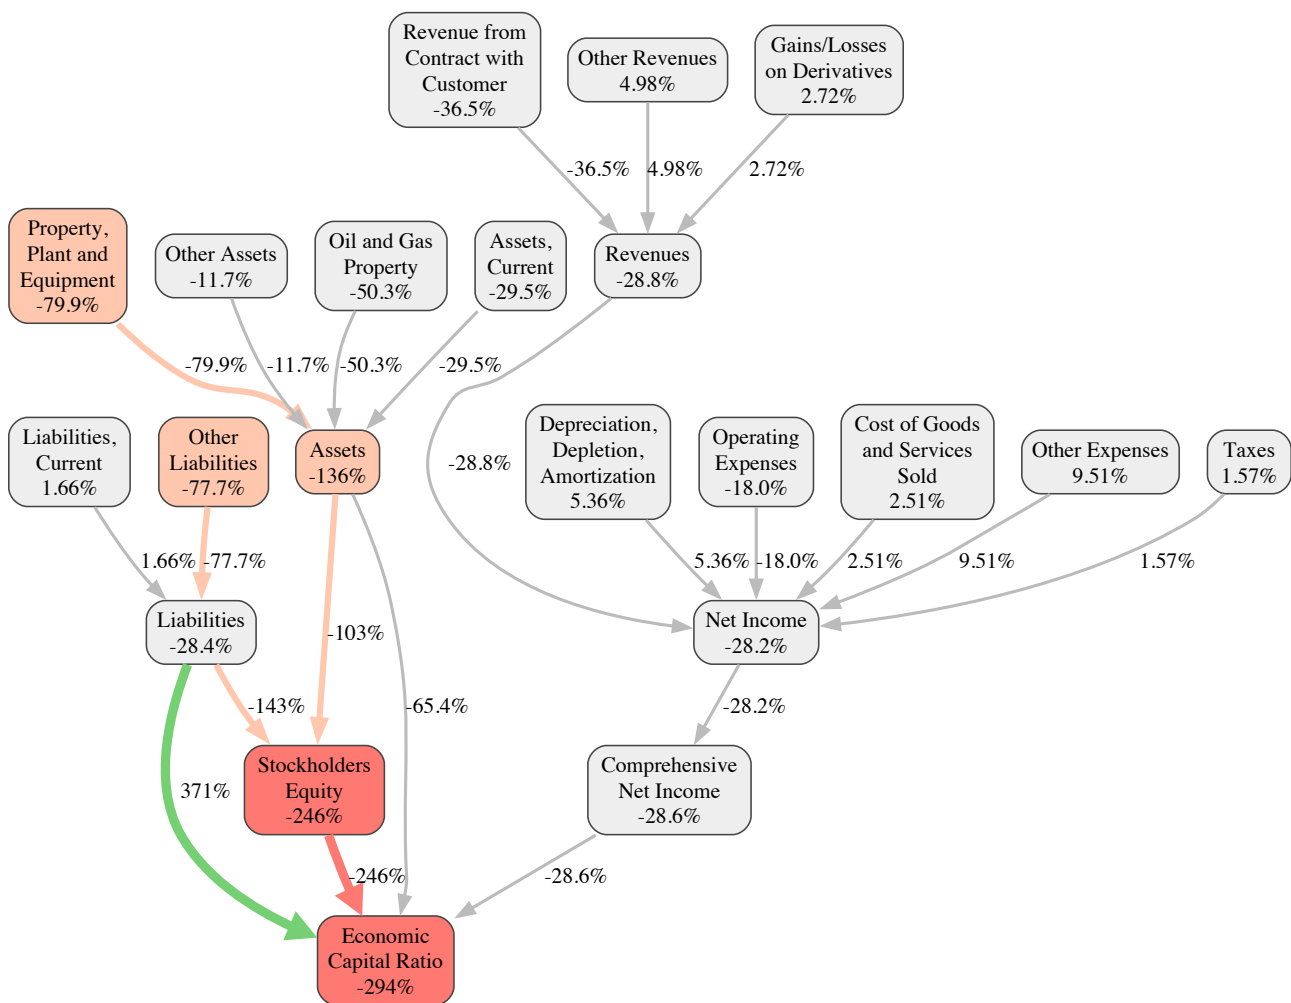 Revenue from
Contract with
Customer
-36.5%
Other Revenues
4.98%
Gains/Losses
on Derivatives
2.72%
-36.5%
4.98%
2.72%
Property,
Plant and
Equipment
-79.9%
Other Assets
-11.7%
Oil and Gas
Property
-50.3%
Assets,
Current
-29.5%
Revenues
-28.8%
-79.9%
-11.7%
-50.3%
-29.5%
Liabilities,
Current
1.66%
Other
Liabilities
-77.7%
Assets
-136%
-28.8%
Depreciation,
Depletion,
Amortization
5.36%
Operating
Expenses
-18.0%
Cost of Goods
and Services
Sold
2.51%
Other Expenses
9.51%
Taxes
1.57%
1.66%
-77.7%
5.36%
-18.0%
2.51%
9.51%
1.57%
Liabilities
-28.4%
-103%
Net Income
-28.2%
-143%
-65.4%
-28.2%
371%
Stockholders
Equity
-246%
Comprehensive
Net Income
-28.6%
-246%
-28.6%
Economic
Capital Ratio
-294%